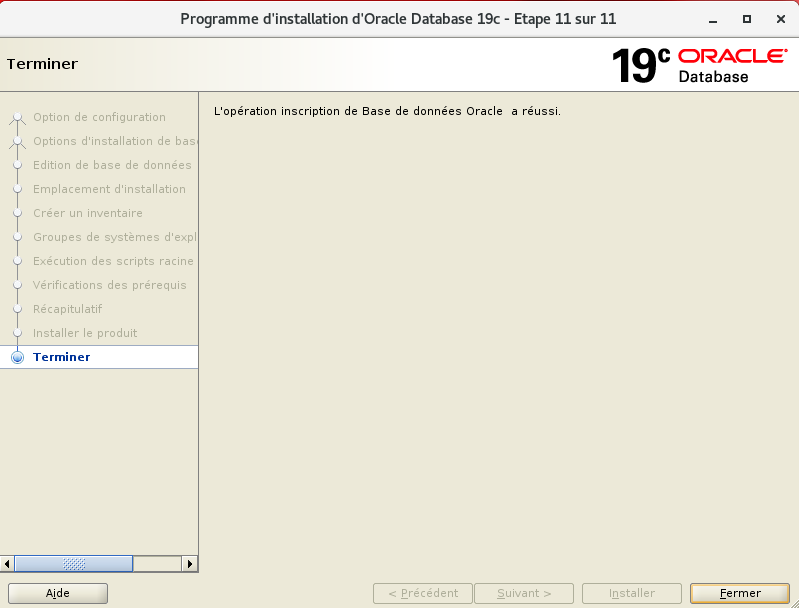 Programme d'installation d'Oracle Database 19c - Etape 11 sur 11
Terminer
19c ORACLE
Database
Option de configuration
Options d'installation de base
Edition de base de données
Emplacement d'installation
Créer un inventaire
Groupes de systèmes d'expl
Exécution des scripts racine
Vérifications des prérequis
Récapitulatif
Installer le produit
Terminer
L'opération inscription de Base de données Oracle  a réussi.
Aide
< Précédent
Suivant >
Installer
Fermer